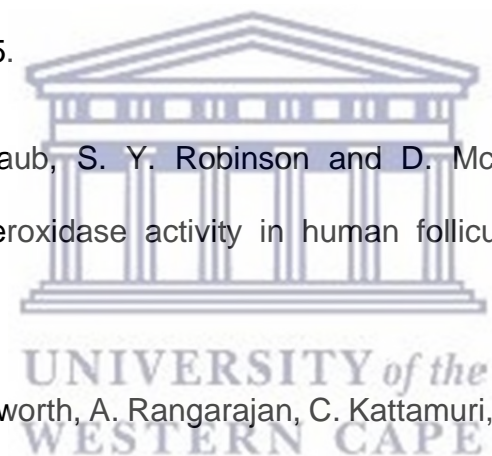 5.
aub, S. Y. Robinson and D. Mc
eroxidase activity in human follicu
UNIVERSITY of the
worth, A. Rangarajan, C. Kattamuri,
WESTERN CAPE